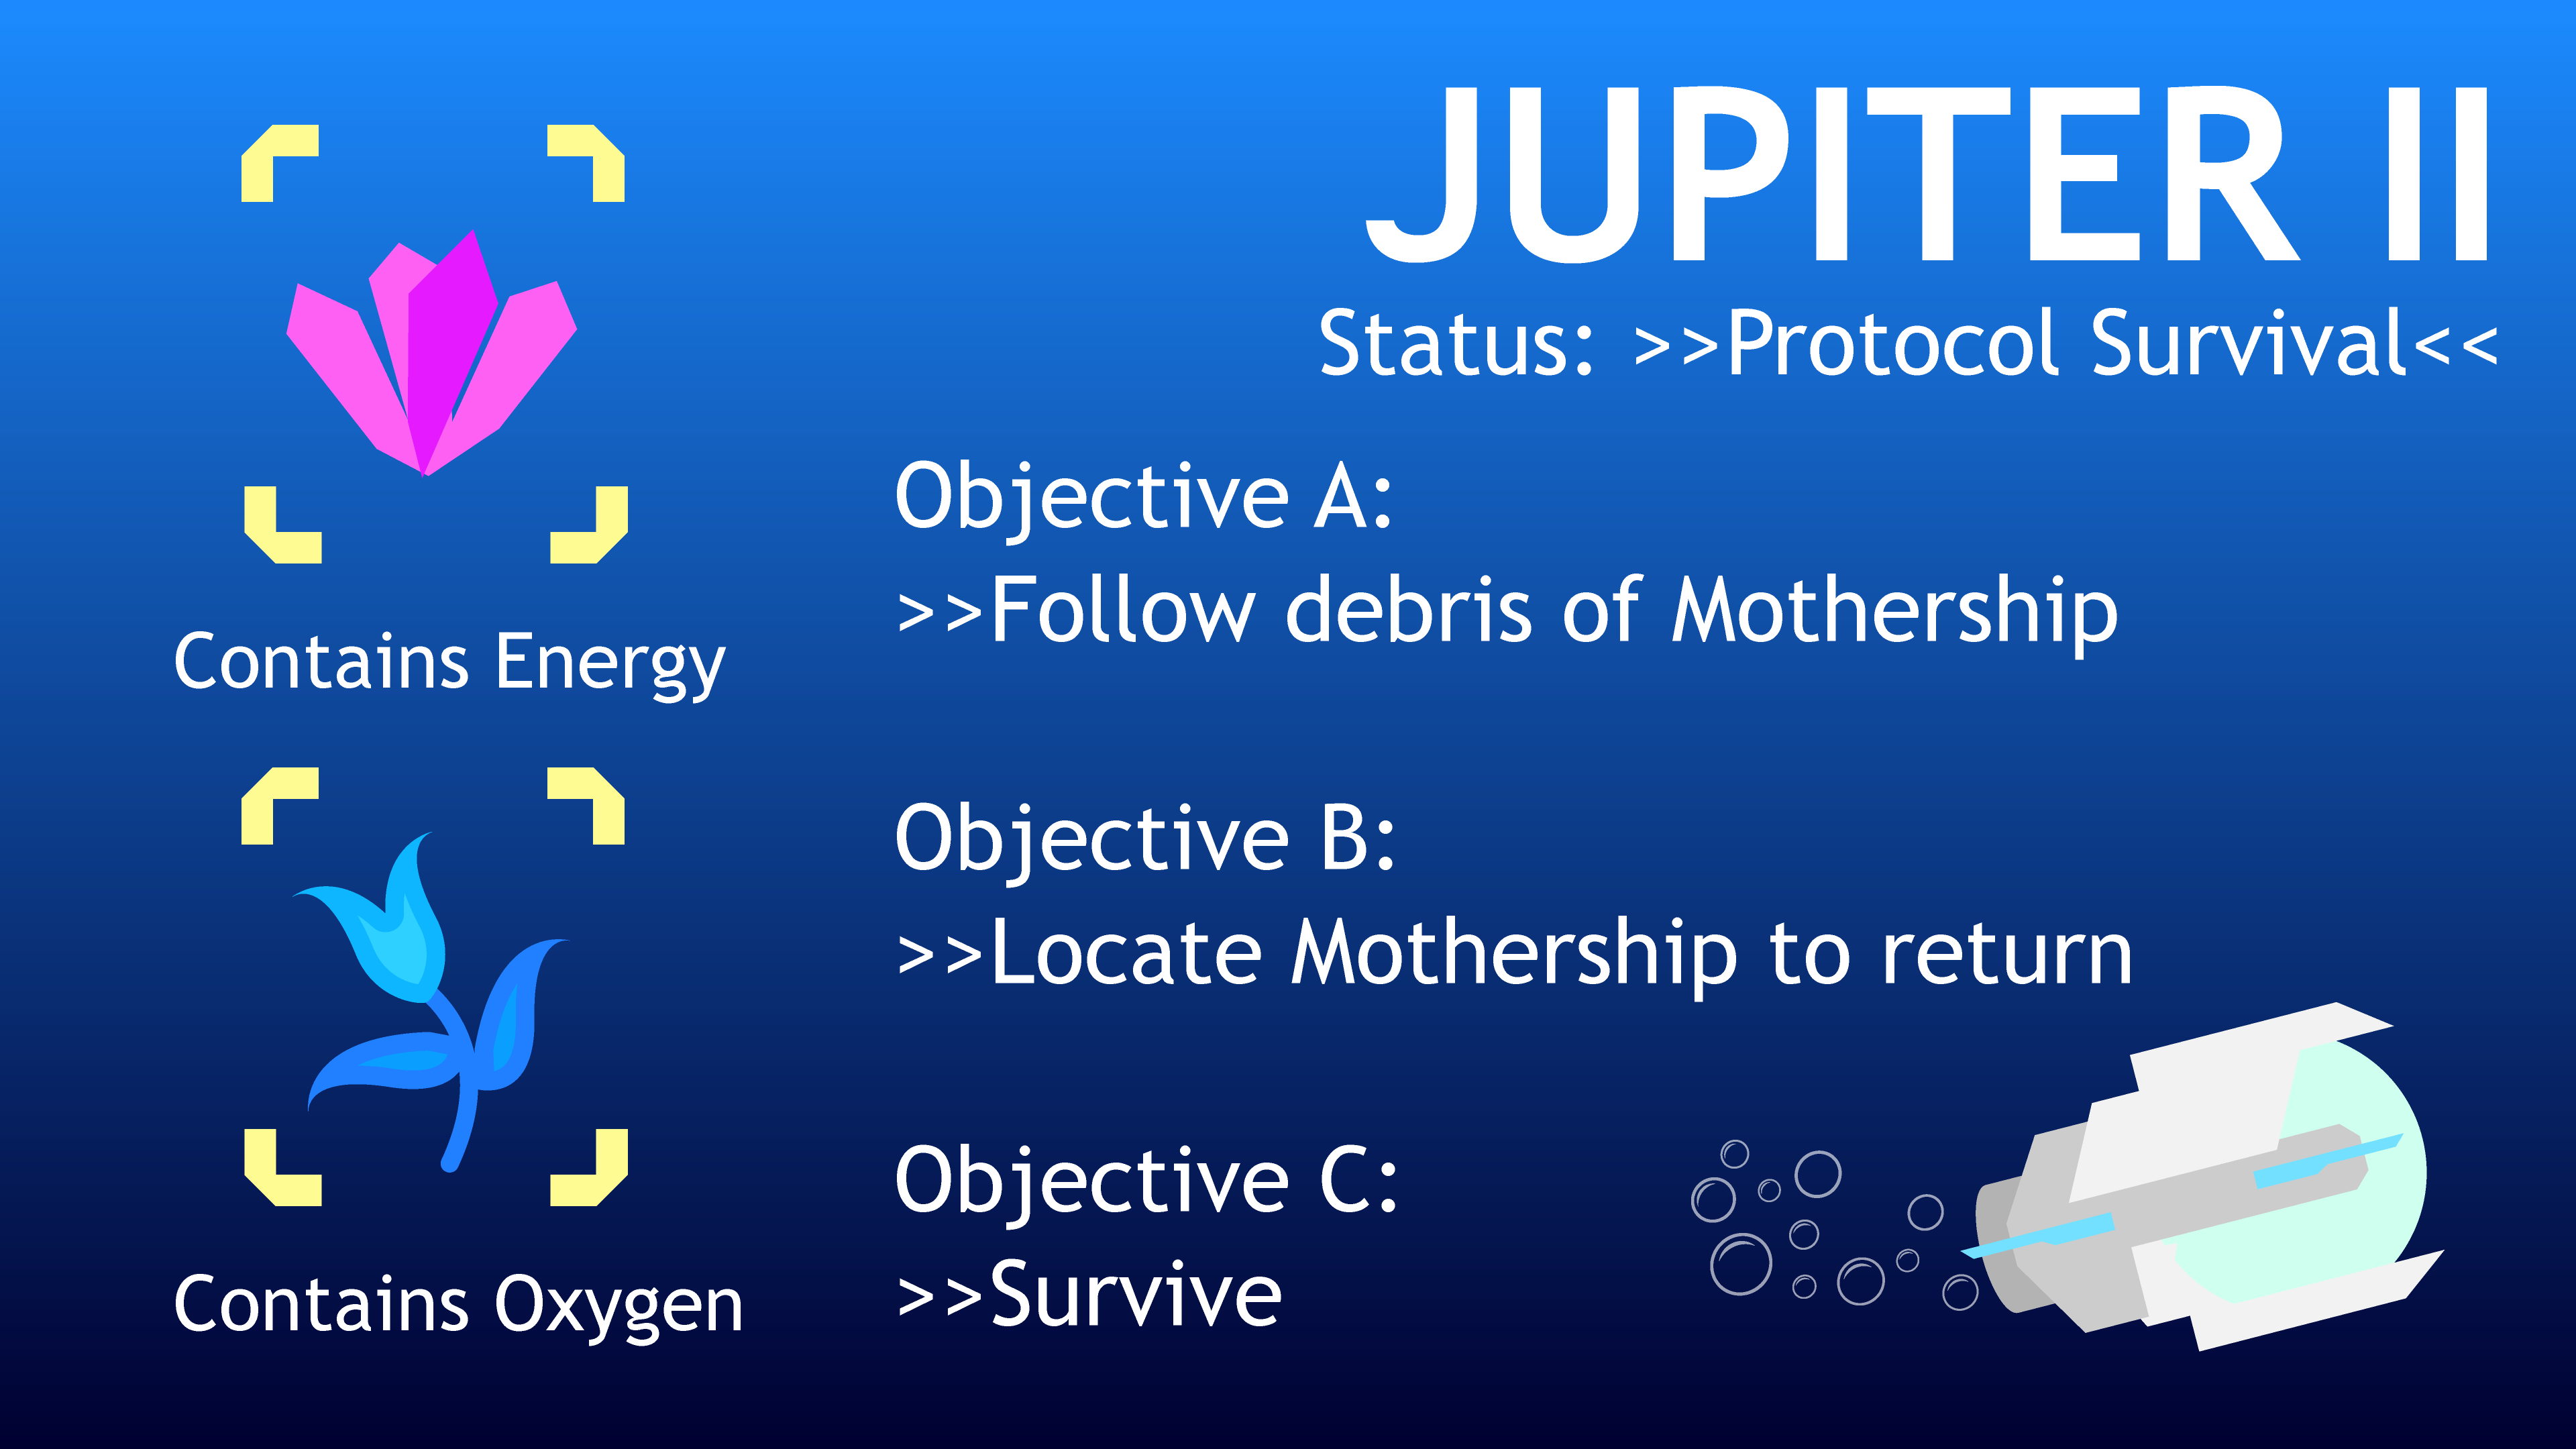 JUPITER II
Status: >>Protocol Survival<<
Objective A:
>>Follow debris of Mothership
Objective B:
>>Locate Mothership to return
Objective C:
>>Survive
Contains Energy
Contains Oxygen